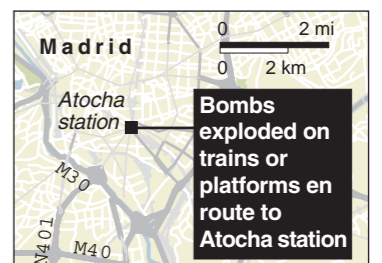 Madrid
0 2 mi
0 2 km
Atocha
station
Bombs
exploded on
trains or
platforms en
route to
Atocha station
M30
N401
M40